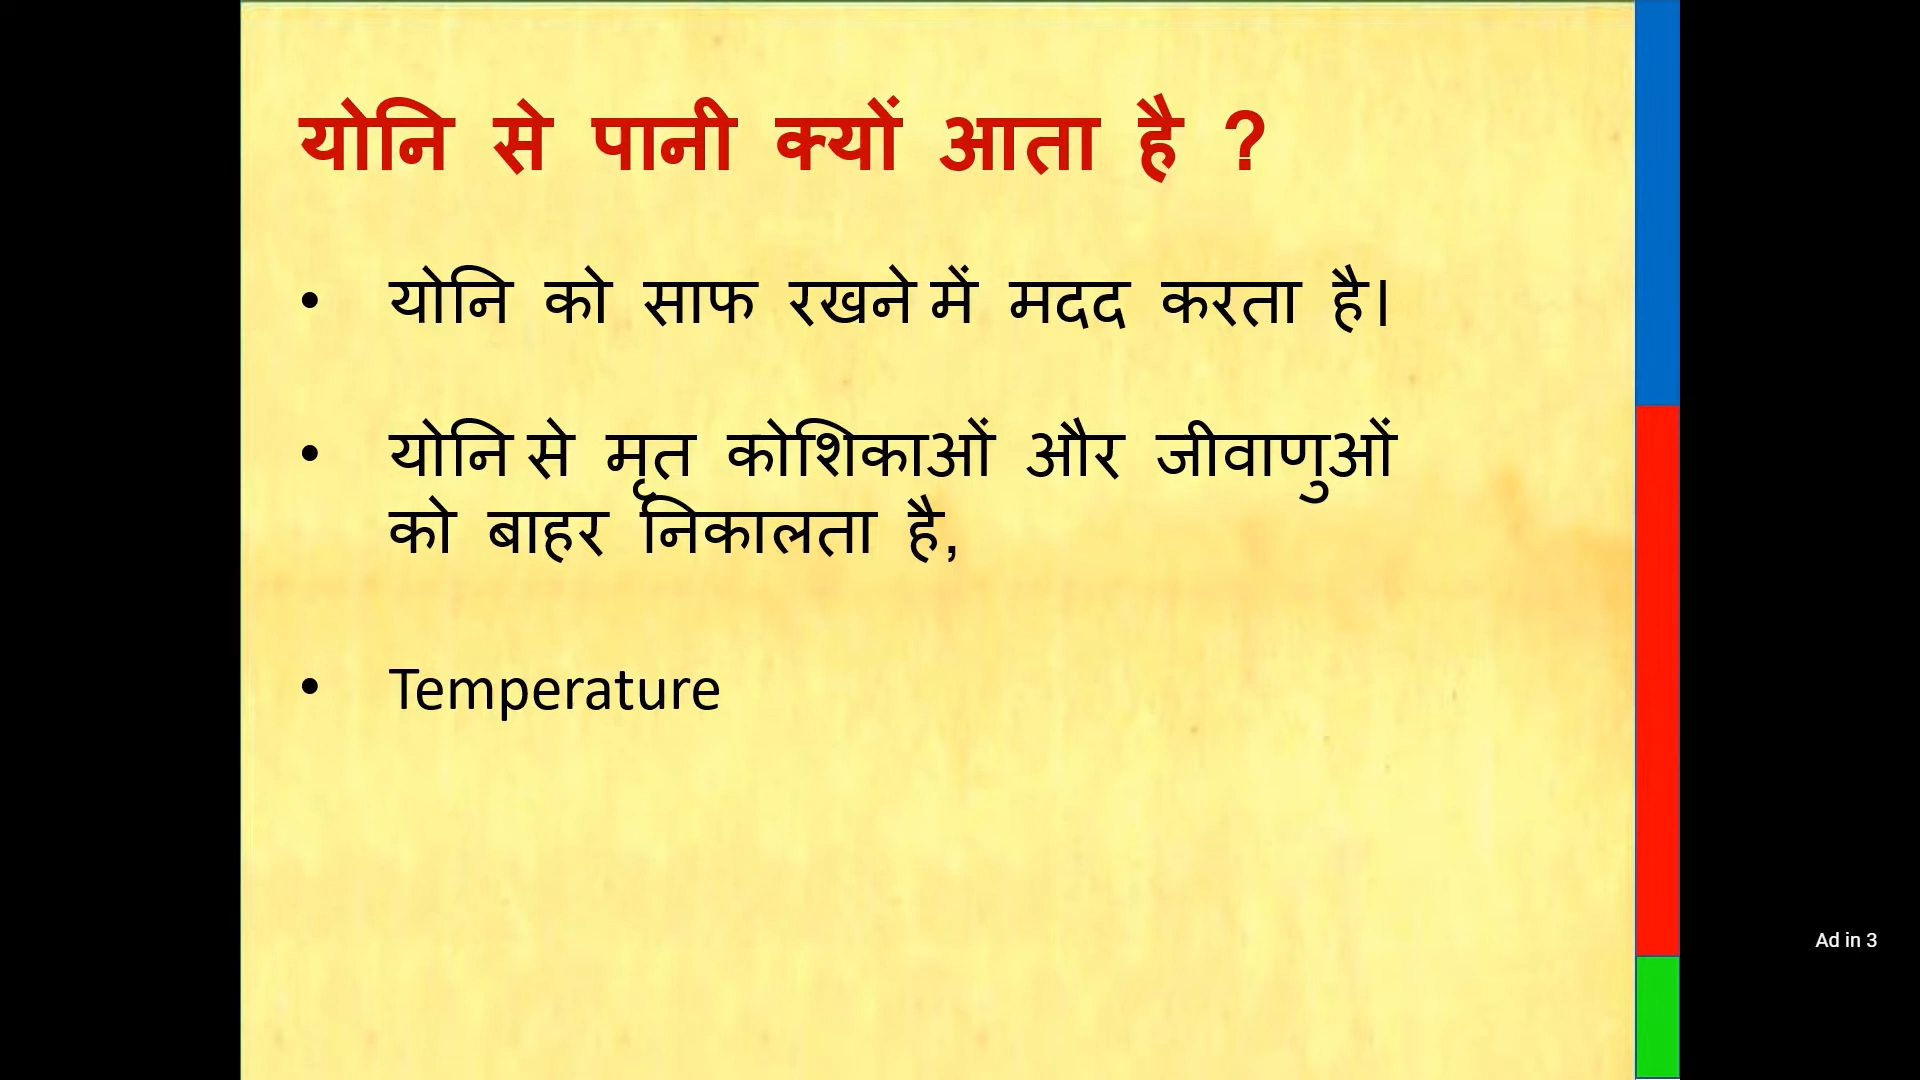 योनि से पानी क्यों आता है ?
• योनि को साफ रखने में मदद करता है।
• योनि से मृत कोशिकाओं और जीवाणुओं
को बाहर निकालता है,
• Temperature
Ad in 3